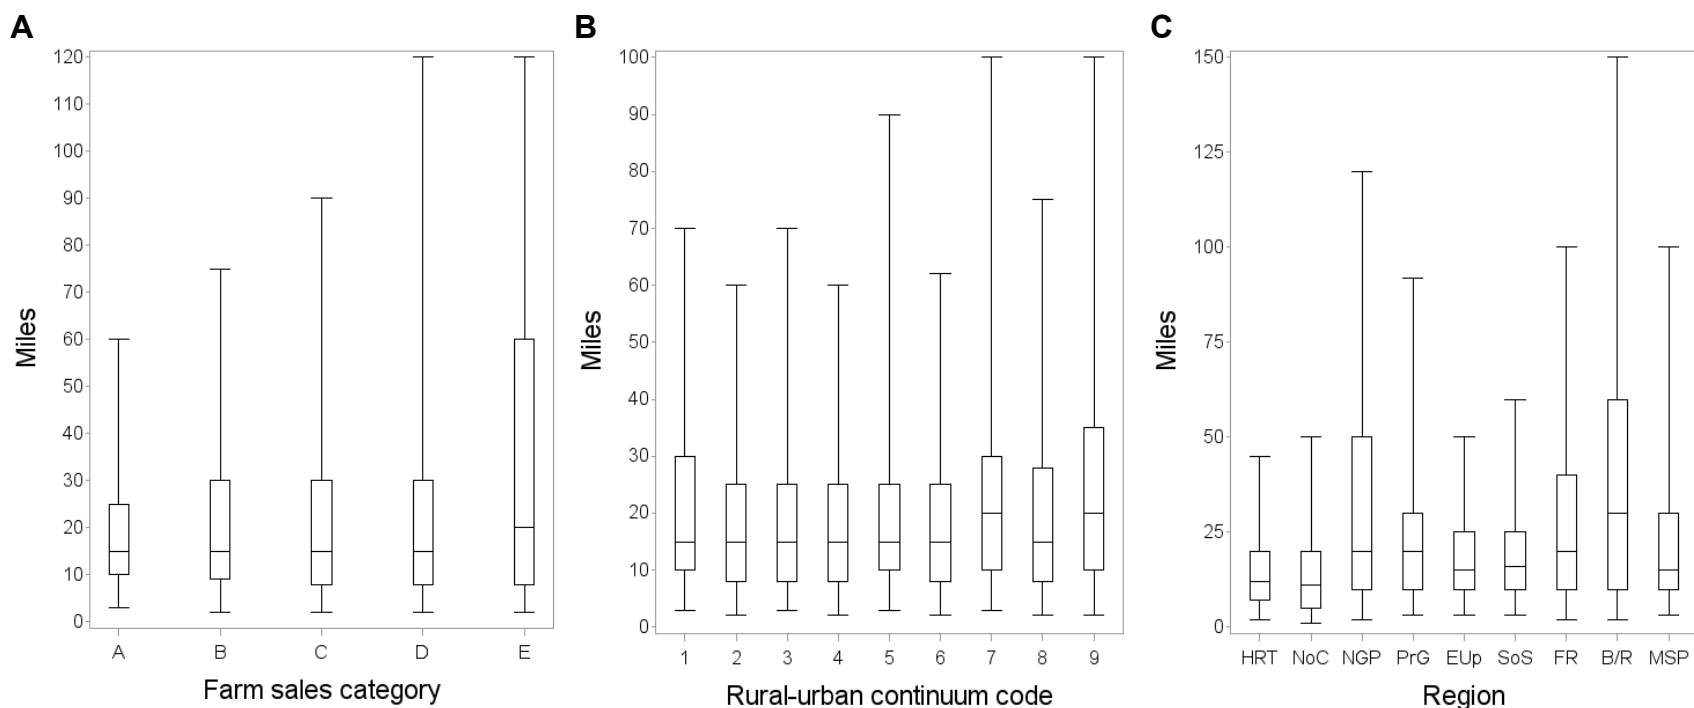 A
120
110
100
90
80
70
60
50
40
30
20
10
0
Miles
A B C D E
Farm sales category
B
100
90
80
70
60
50
40
30
20
10
0
Miles
1 2 3 4 5 6 7 8 9
Rural-urban continuum code
C
150
125
100
75
50
25
0
Miles
HRT NoC NGP PrG EUp SoS FR B/R MSP
Region